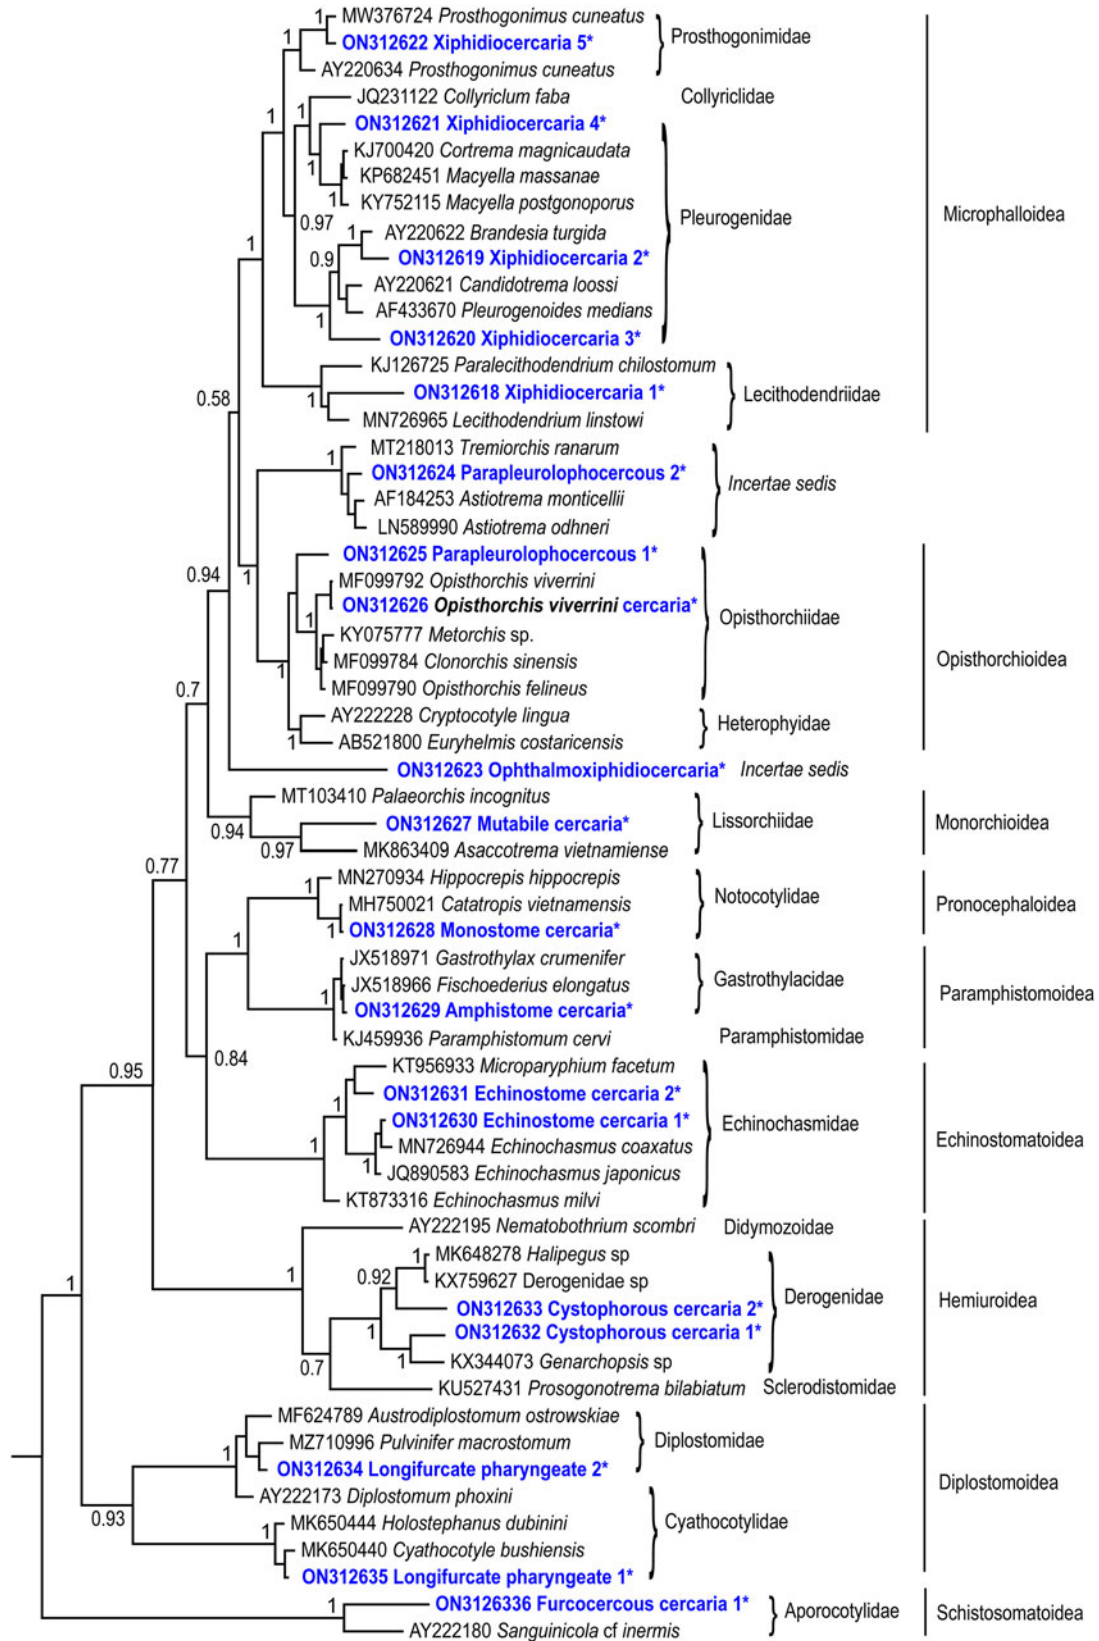 MW376724 Prosthogonimus cuneatus
ON312622 Xiphidiocercaria 5*
AY220634 Prosthogonimus cuneatus
Prosthogonimidae
JQ231122 Collyriclum faba
Collyriclidae
ON312621 Xiphidiocercaria 4*
KJ700420 Cortrema magnicaudata
KP682451 Macyella massanae
KY752115 Macyella postgonoporus
AY220622 Brandesia turgida
ON312619 Xiphidiocercaria 2*
AY220621 Candidotrema loossi
AF433670 Pleurogenoides medians
ON312620 Xiphidiocercaria 3*
Pleurogenidae
KJ126725 Paralecithodendrium chilostomum
ON312618 Xiphidiocercaria 1*
MN726965 Lecithodendrium linstowi
Lecithodendriidae
Microphalloidea
MT218013 Tremiorchis ranarum
ON312624 Parapleurolophocercous 2*
AF184253 Astiotrema monticellii
LN589990 Astiotrema odhneri
Incertae sedis
ON312625 Parapleurolophocercous 1*
MF099792 Opisthorchis viverrini
ON312626 Opisthorchis viverrini cercaria*
KY075777 Metorchis sp.
MF099784 Clonorchis sinensis
MF099790 Opisthorchis felineus
Opisthorchiidae
AY222228 Cryptocotyle lingua
AB521800 Euryhelmis costaricensis
Heterophyidae
Opisthorchioidea
ON312623 Ophthalmoxiphidiocercaria*
Incertae sedis
MT103410 Palaeorchis incognitus
ON312627 Mutabile cercaria*
MK863409 Asaccotrema vietnamiense
Lissorchiidae
Monorchioidea
MN270934 Hippocrepis hippocrepis
MH750021 Catatropis vietnamensis
ON312628 Monostome cercaria*
Notocotylidae
Pronocephaloidea
JX518971 Gastrothylax crumenifer
JX518966 Fischoederius elongatus
ON312629 Amphistome cercaria*
Gastrothylacidae
KJ459936 Paramphistomum cervi
Paramphistomidae
Paramphistomoidea
KT956933 Microparyphium facetum
ON312631 Echinostome cercaria 2*
ON312630 Echinostome cercaria 1*
MN726944 Echinochasmus coaxatus
JQ890583 Echinochasmus japonicus
KT873316 Echinochasmus milvi
Echinochasmidae
Echinostomatoidea
AY222195 Nematobothrium scombri
Didymozoidae
MK648278 Halipegus sp
KX759627 Derogenidae sp
ON312633 Cystophorous cercaria 2*
ON312632 Cystophorous cercaria 1*
KX344073 Genarchopsis sp
Derogenidae
KU527431 Prosogonotrema bilabiatum
Sclerodistomidae
Hemiuroidea
MF624789 Austrodiplostomum ostrowskiae
MZ710996 Pulvinifer macrostomum
ON312634 Longifurcate pharyngeate 2*
Diplostomidae
AY222173 Diplostomum phoxini
MK650444 Holostephanus dubinini
MK650440 Cyathocotyle bushiensis
ON312635 Longifurcate pharyngeate 1*
Cyathocotylidae
Diplostomoidea
ON3126336 Furcocercous cercaria 1*
AY222180 Sanguinicola cf inermis
Aporocotylidae
Schistosomatoidea
1
1
1
1
1
1
0.97
1
0.9
1
1
1
0.58
1
1
0.94
1
1
1
0.7
0.94
0.97
0.77
1
1
1
1
0.84
0.95
1
1
1
1
1
0.92
1
1
0.7
1
1
0.93
1
1